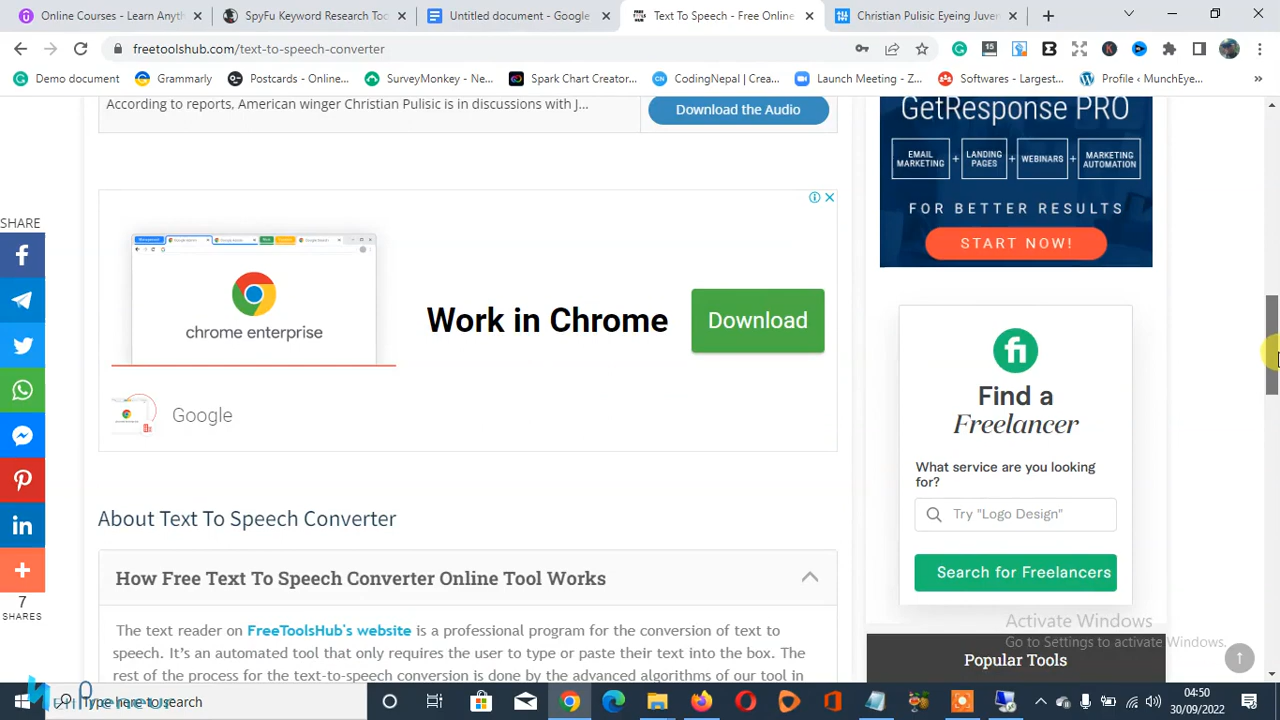 Online Courses - Learn Anyth
SpyFu Keyword Research Too
Untitled document - Google
Text To Speech - Free Online
Christian Pulisic Eyeing Juven
freetoolshub.com/text-to-speech-converter
Demo document
Grammarly
Postcards - Online...
SurveyMonkey - Ne...
Spark Chart Creator...
CodingNepal | Crea...
Launch Meeting - Z...
Softwares - Largest...
Profile ‹ MunchEye...
According to reports, American winger Christian Pulisic is in discussions with J...
Download the Audio
GetResponse PRO
EMAIL MARKETING + LANDING PAGES + WEBINARS + MARKETING AUTOMATION
FOR BETTER RESULTS
START NOW!
SHARE
chrome enterprise
Work in Chrome
Download
Google
Find a
Freelancer
What service are you looking
for?
Try "Logo Design"
Search for Freelancers
About Text To Speech Converter
How Free Text To Speech Converter Online Tool Works
7
SHARES
The text reader on FreeToolsHub's website is a professional program for the conversion of text to
speech. It's an automated tool that only requires the user to type or paste their text into the box. The
rest of the process for the text-to-speech conversion is done by the advanced algorithms of our tool in
Activate Windows
Go to Settings to activate Windows.
Popular Tools
Type here to search
04:50
30/09/2022